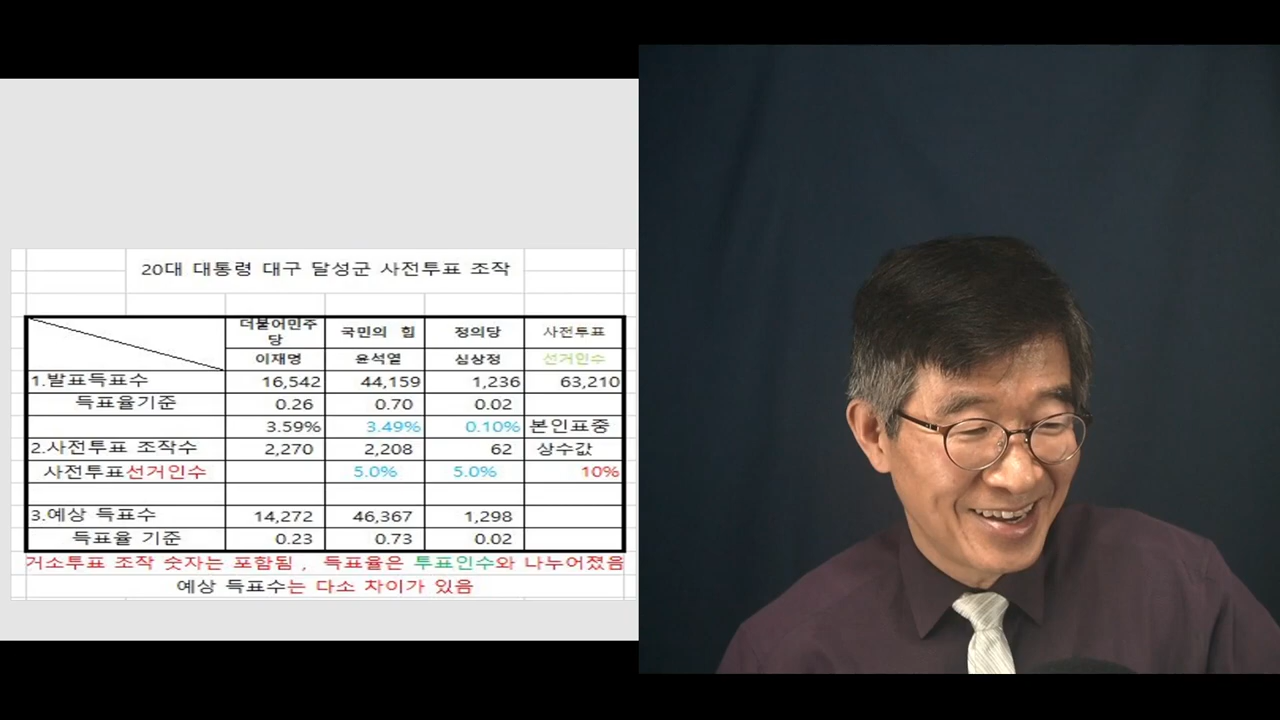 20대 대통령 대구 달성군 사전투표 조작
더불어민주당 국민의 힘 정의당 사전투표
이재명 윤석열 심상정 선거인수
1.발표득표수 16,542 44,159 1,236 63,210
득표율기준 0.26 0.70 0.02
3.59% 3.49% 0.10% 본인표중
2.사전투표 조작수 2,270 2,208 62 상수값
사전투표선거인수 5.0% 5.0% 10%
3.예상 득표수 14,272 46,367 1,298
득표율 기준 0.23 0.73 0.02
거소투표 조작 숫자는 포함됨 , 득표율은 투표인수와 나누어졌음
예상 득표수는 다소 차이가 있음